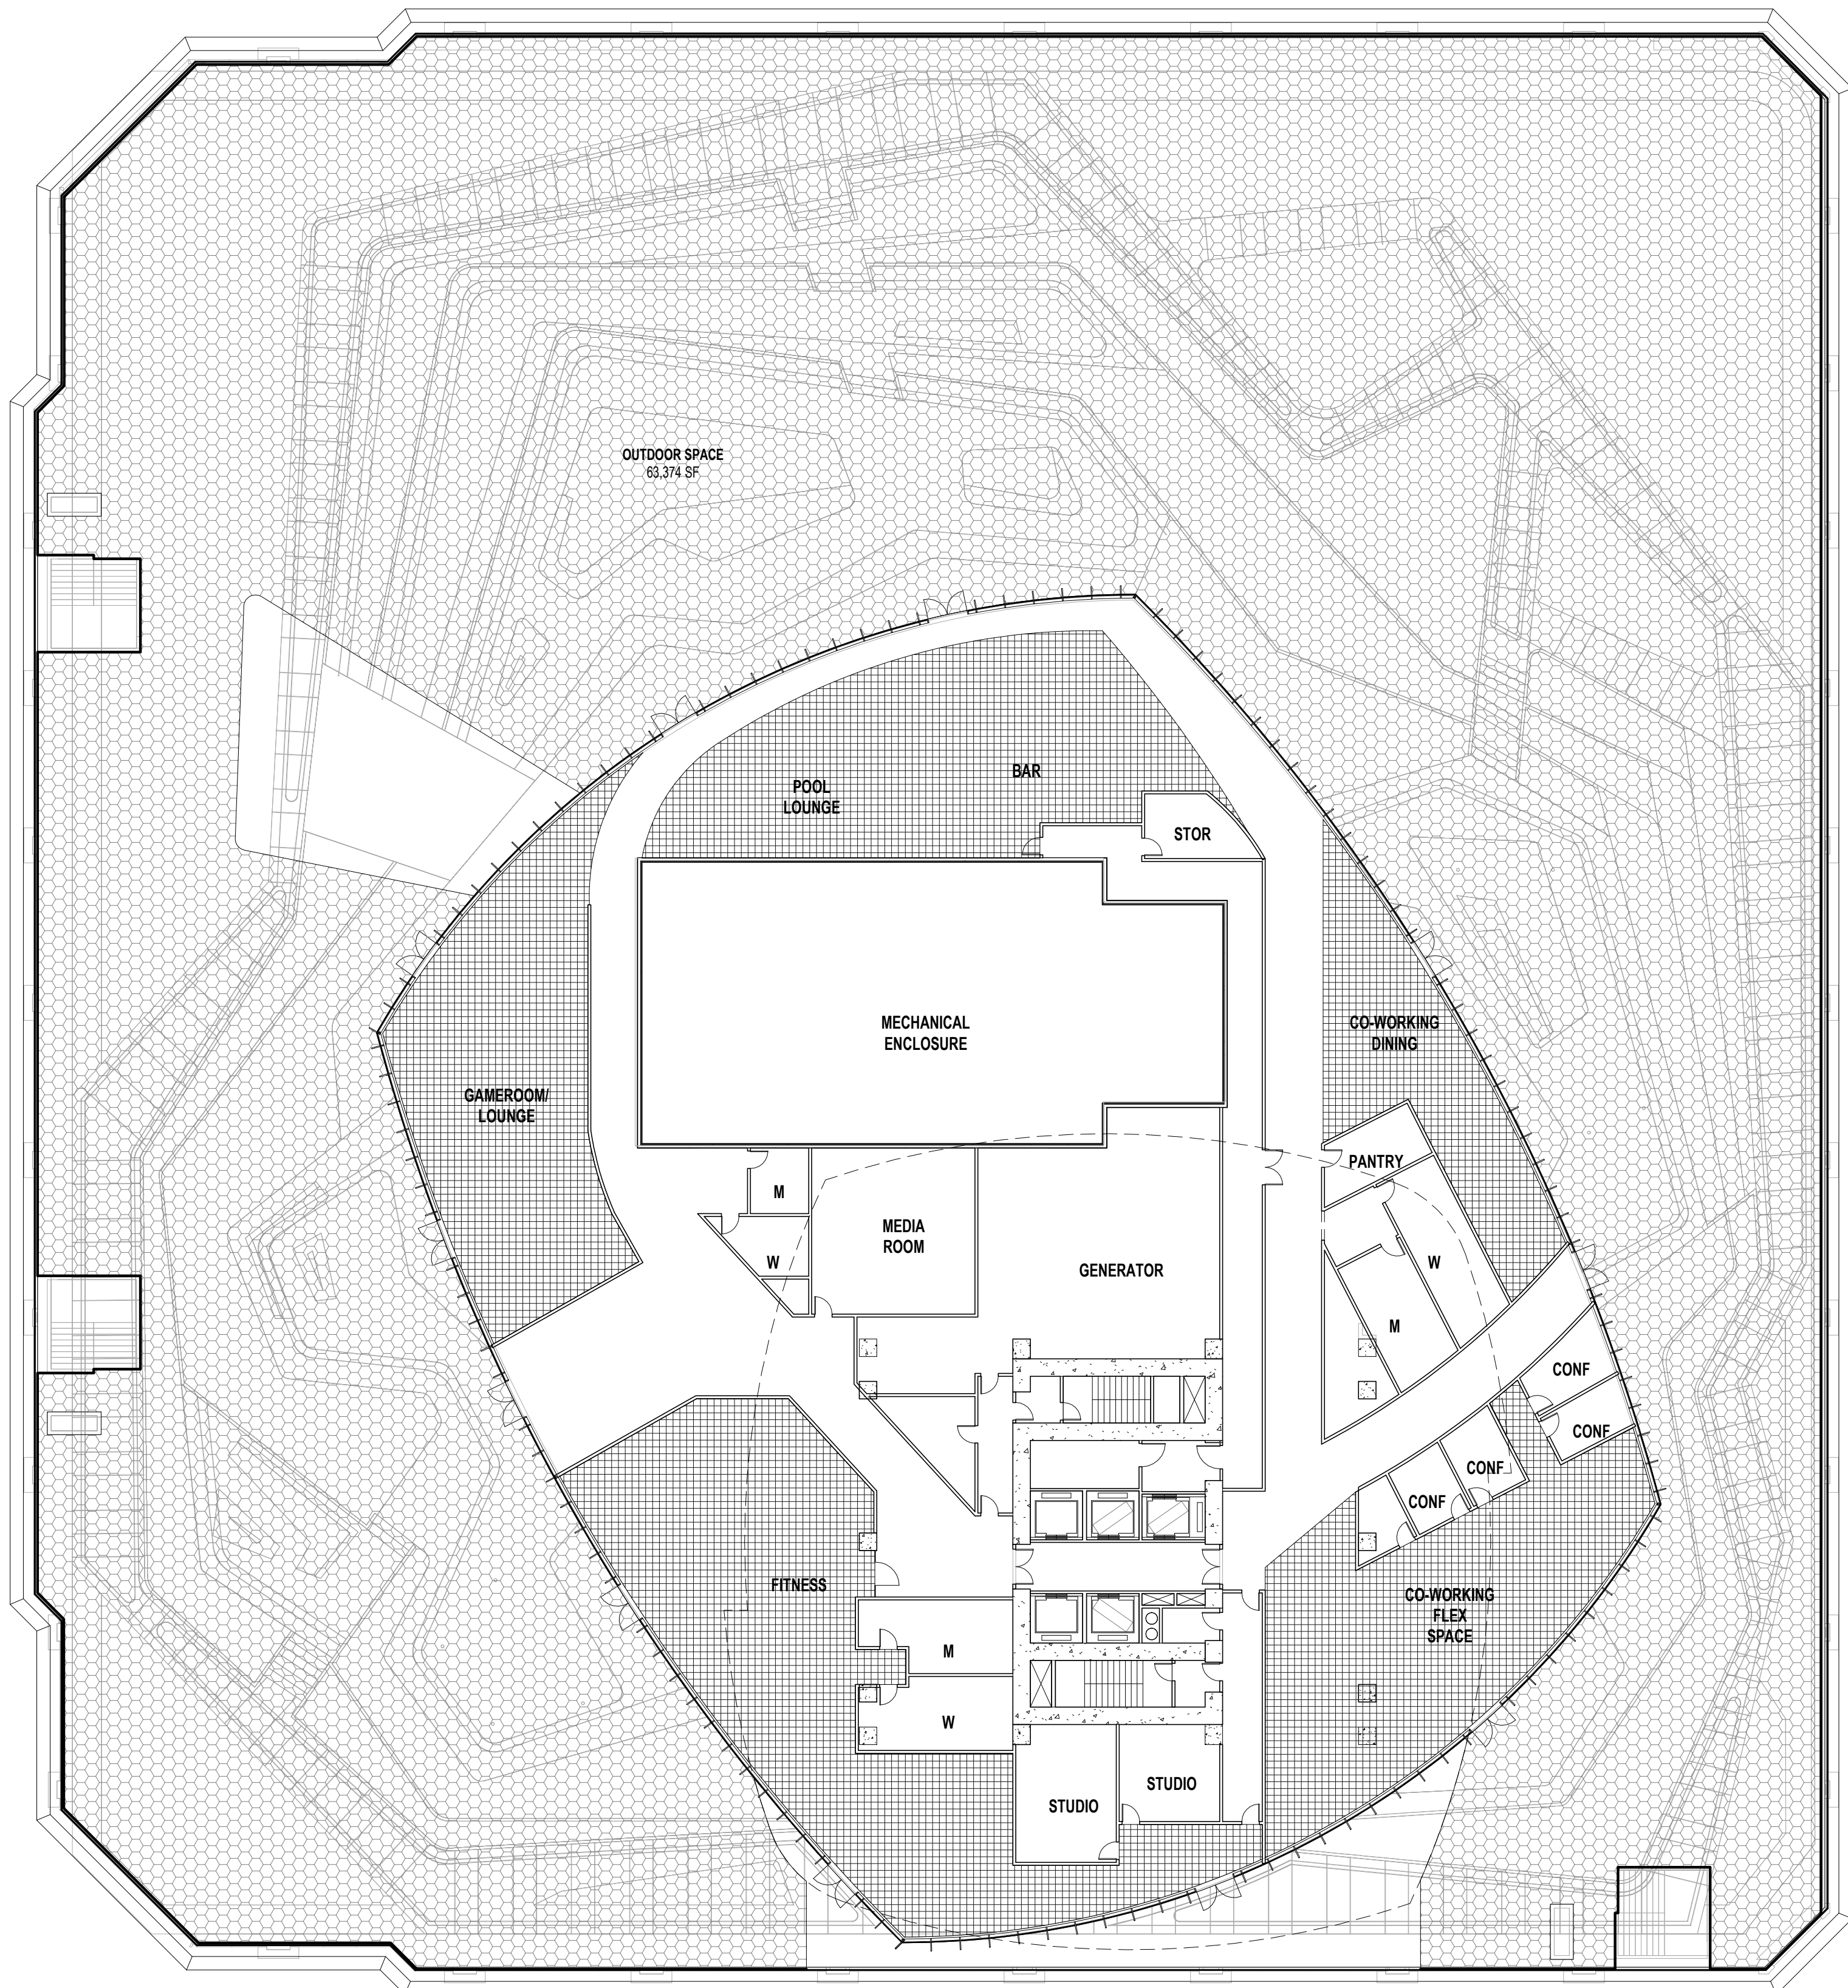 OUTDOOR SPACE
63,374 SF
BAR
POOL
LOUNGE
STOR
MECHANICAL
ENCLOSURE
CO-WORKING
DINING
GAMEROOM/
LOUNGE
PANTRY
M
MEDIA
ROOM
W
GENERATOR
W
M
CONF
CONF
CONF
CONF
FITNESS
CO-WORKING
FLEX
SPACE
M
W
STUDIO
STUDIO